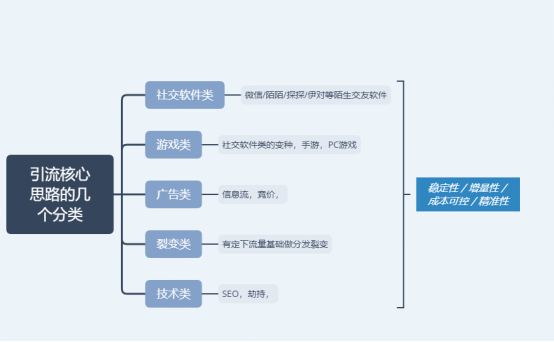 引流核心
思路的几
个分类
社交软件类
微信/陌陌/探探/伊对等陌生交友软件
游戏类
社交软件类的变种，手游，PC游戏
广告类
信息流，竞价，
裂变类
有定下流量基础做分发裂变
技术类
SEO，劫持，
稳定性 / 增量性 /
成本可控 / 精准性